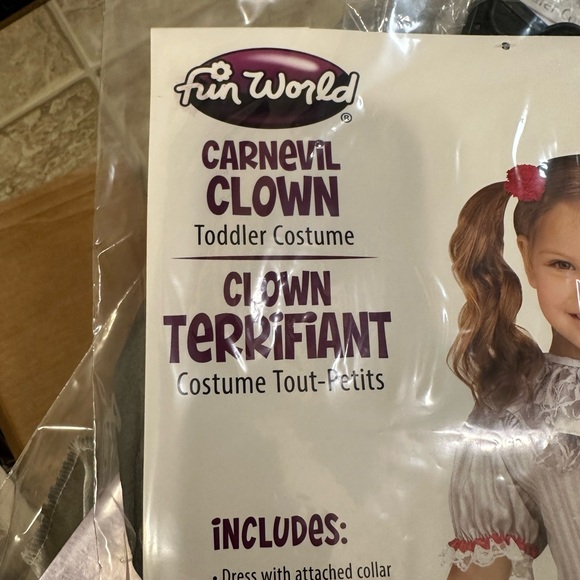 fun World
®
CARNEVIL
CLOWN
Toddler Costume
CLOWN
TERRIFIANT
Costume Tout-Petits
INCLUDES:
• Dress with attached collar